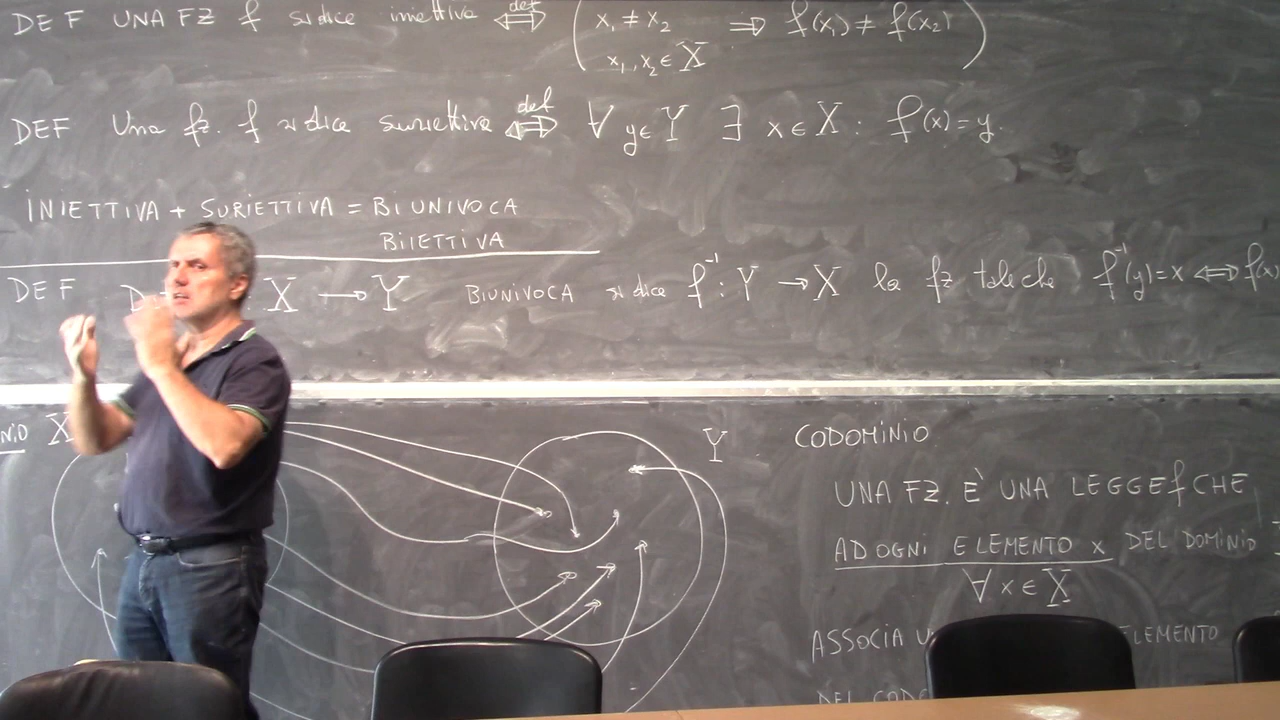 DEF UNA FZ f si dice iniettiva ⟺ def ( x₁ ≠ x₂ ⟹ f(x₁) ≠ f(x₂) )
x₁, x₂ ∈ X
DEF Una fz. f si dice suriettiva ⟺ def ∀ y∈Y ∃ x∈X : f(x)=y.
INIETTIVA + SURIETTIVA = BIUNIVOCA
BIIETTIVA
DEF : X → Y BIUNIVOCA si dice f⁻¹: Y → X la fz tale che f⁻¹(y)=x ⟺ f(x)
X Y CODOMINIO
UNA FZ. È UNA LEGGE f CHE
AD OGNI ELEMENTO x DEL DOMINIO
∀ x ∈ X
ASSOCIA ELEMENTO
DEL